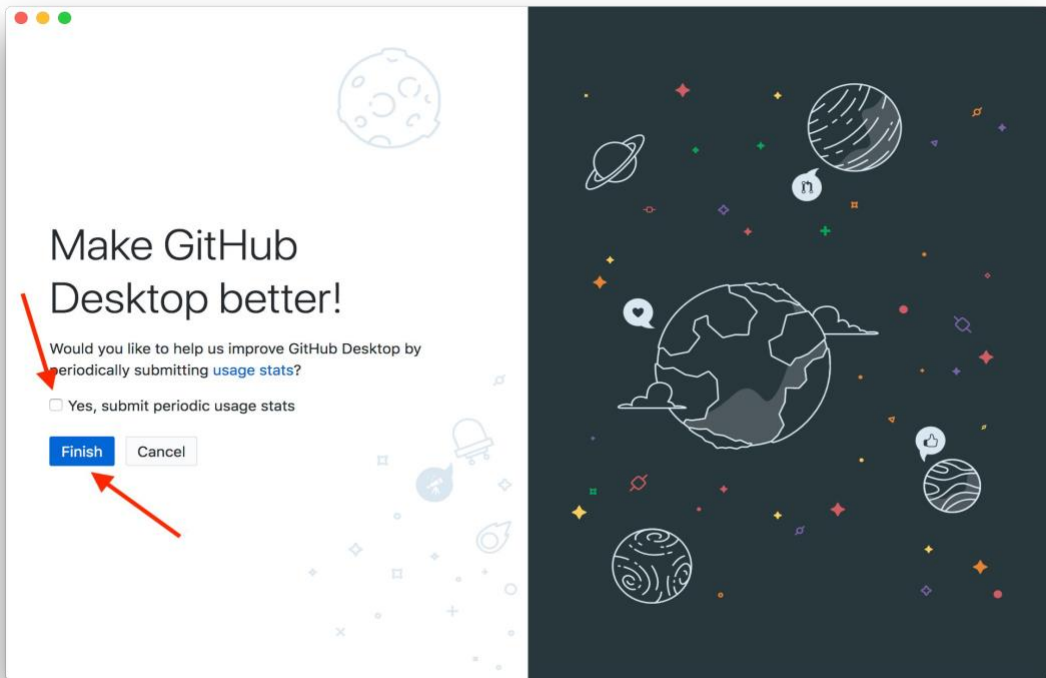 Make GitHub
Desktop better!
Would you like to help us improve GitHub Desktop by
periodically submitting usage stats?
Yes, submit periodic usage stats
Finish
Cancel